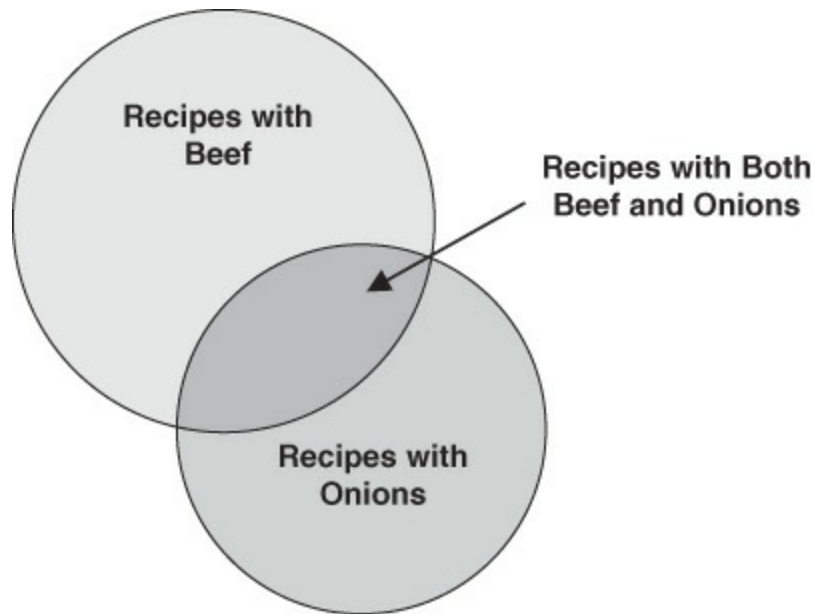 Recipes with
Beef
Recipes with Both
Beef and Onions
Recipes with
Onions